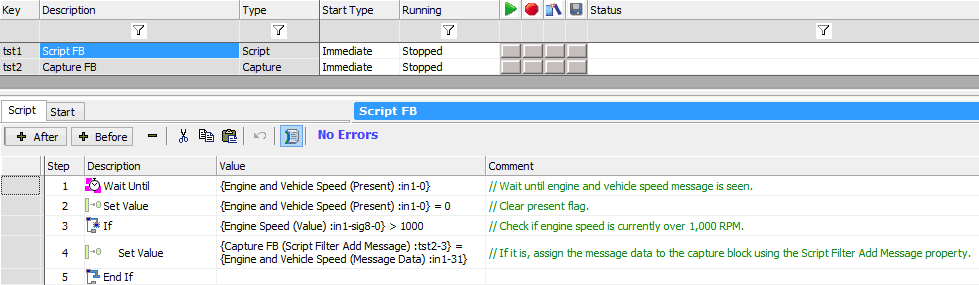 Key Description Type Start Type Running Status
tst1 Script FB Script Immediate Stopped
tst2 Capture FB Capture Immediate Stopped
Script Start Script FB
After Before No Errors
Step Description Value Comment
1 Wait Until {Engine and Vehicle Speed (Present) :in1-0} // Wait until engine and vehicle speed message is seen.
2 Set Value {Engine and Vehicle Speed (Present) :in1-0} = 0 // Clear present flag.
3 If {Engine Speed (Value) :in1-sig8-0} > 1000 // Check if engine speed is currently over 1,000 RPM.
4 Set Value {Capture FB (Script Filter Add Message) :tst2-3} = // If it is, assign the message data to the capture block using the Script Filter Add Message property.
{Engine and Vehicle Speed (Message Data) :in1-31}
5 End If